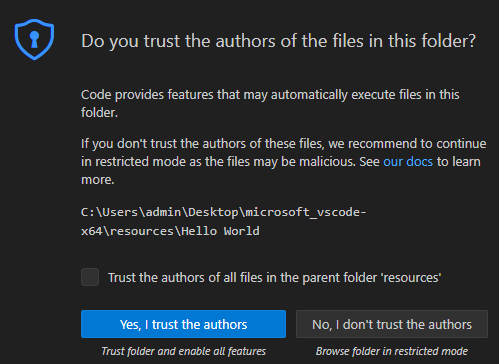 Do you trust the authors of the files in this folder?
Code provides features that may automatically execute files in this
folder.
If you don't trust the authors of these files, we recommend to continue
in restricted mode as the files may be malicious. See our docs to learn
more.
C:\Users\admin\Desktop\microsoft_vscode-
x64\resources\Hello World
Trust the authors of all files in the parent folder 'resources'
Yes, I trust the authors
No, I don't trust the authors
Trust folder and enable all features
Browse folder in restricted mode